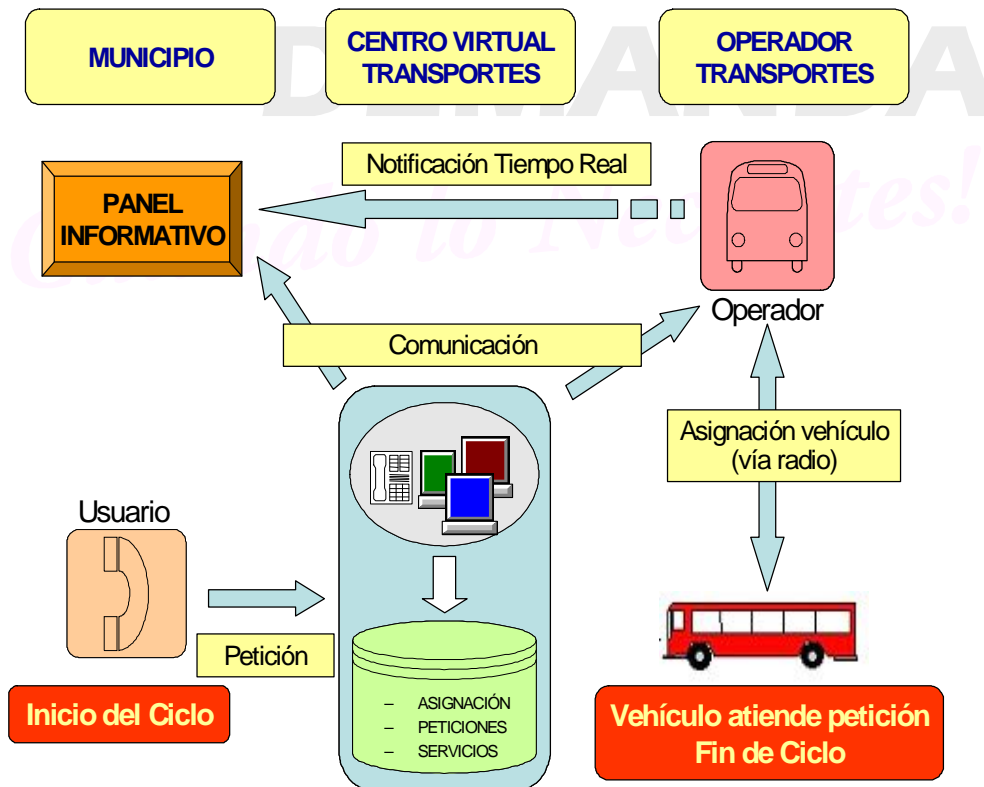 DEMANDA
MUNICIPIO
CENTRO VIRTUAL
TRANSPORTES
OPERADOR
TRANSPORTES
Notificación Tiempo Real
PANEL
INFORMATIVO
Operador
Comunicación
Asignación vehículo
(vía radio)
Usuario
Petición
– ASIGNACIÓN
– PETICIONES
– SERVICIOS
Inicio del Ciclo
Vehículo atiende petición
Fin de Ciclo